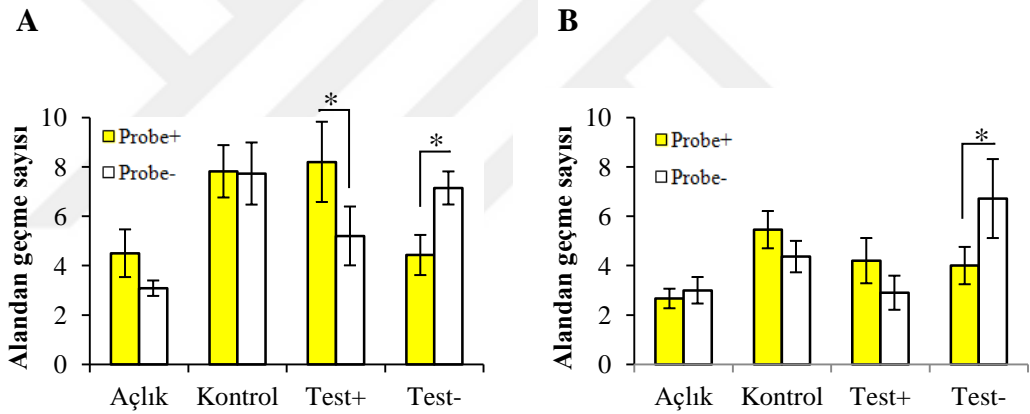 A
Alandan geçme sayısı
10
8
6
4
2
0
Probe+
Probe-
*
*
Açlık Kontrol Test+ Test-
B
Alandan geçme sayısı
10
8
6
4
2
0
Probe+
Probe-
*
Açlık Kontrol Test+ Test-